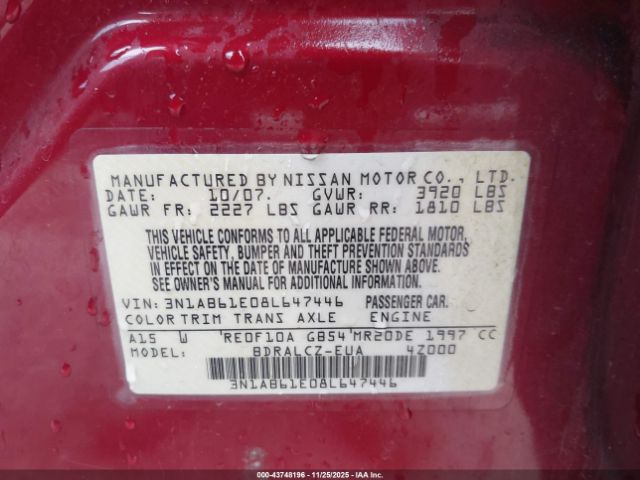 MANUFACTURED BY NISSAN MOTOR CO., LTD.
DATE: 10/07. GVWR: 3920 LBS
GAWR FR: 2227 LBS GAWR RR: 1810 LBS
THIS VEHICLE CONFORMS TO ALL APPLICABLE FEDERAL MOTOR
VEHICLE SAFETY, BUMPER AND THEFT PREVENTION STANDARDS
IN EFFECT ON THE DATE OF MANUFACTURE SHOWN ABOVE.
SEE OWNER'S MANUAL FOR ADDITIONAL INFORMATION.
VIN: 3N1AB61E08L647446 PASSENGER CAR.
COLOR TRIM TRANS AXLE ENGINE
A15 W 'RE0F10A GB54'MR20DE 1997 CC
MODEL: BDRALCZ-EUA 4Z000
3N1AB61E08L647446
© 00-43748196 - 11/25/2025 - IAA Inc.